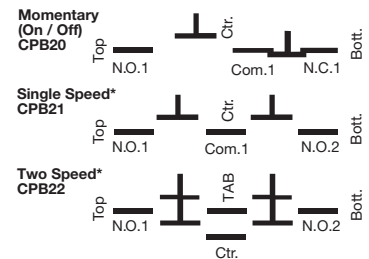 Momentary
(On / Off)
CPB20
Top
N.O.1
Ctr.
Com.1
N.C.1
Bott.
Single Speed*
CPB21
Top
N.O.1
Ctr.
Com.1
N.O.2
Bott.
Two Speed*
CPB22
Top
N.O.1
TAB
Ctr.
N.O.2
Bott.